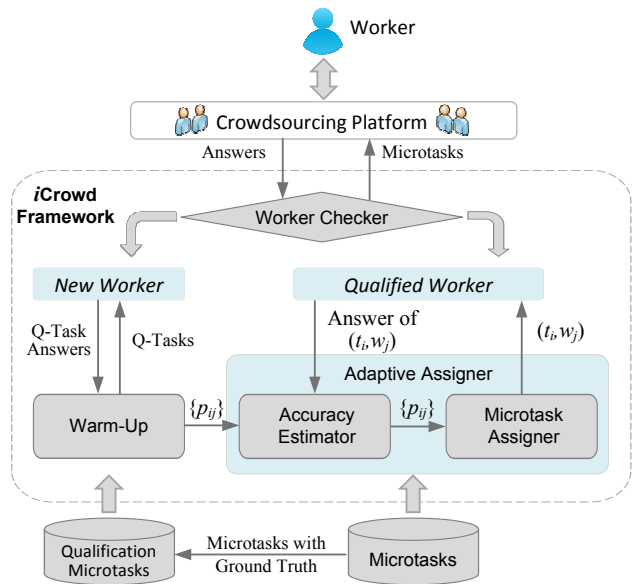 Worker
Crowdsourcing Platform
Answers
Microtasks
iCrowd
Framework
Worker Checker
New Worker
Qualified Worker
Q-Task
Answers
Q-Tasks
Answer of
(ti,wj)
(ti,wj)
Adaptive Assigner
Warm-Up
{pij}
Accuracy
Estimator
{pij}
Microtask
Assigner
Qualification
Microtasks
Microtasks with
Ground Truth
Microtasks